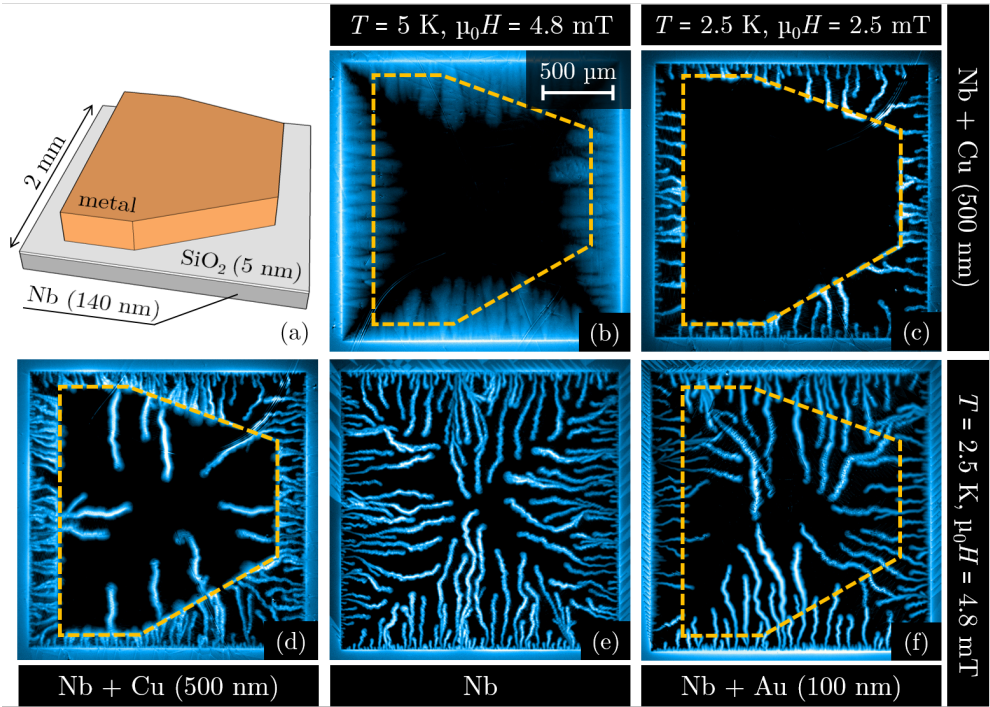 T = 5 K, µ₀H = 4.8 mT
T = 2.5 K, µ₀H = 2.5 mT
2 mm
metal
SiO₂ (5 nm)
Nb (140 nm)
(a)
500 µm
(b)
(c)
Nb + Cu (500 nm)
(d)
(e)
(f)
T = 2.5 K, µ₀H = 4.8 mT
Nb + Cu (500 nm)
Nb
Nb + Au (100 nm)